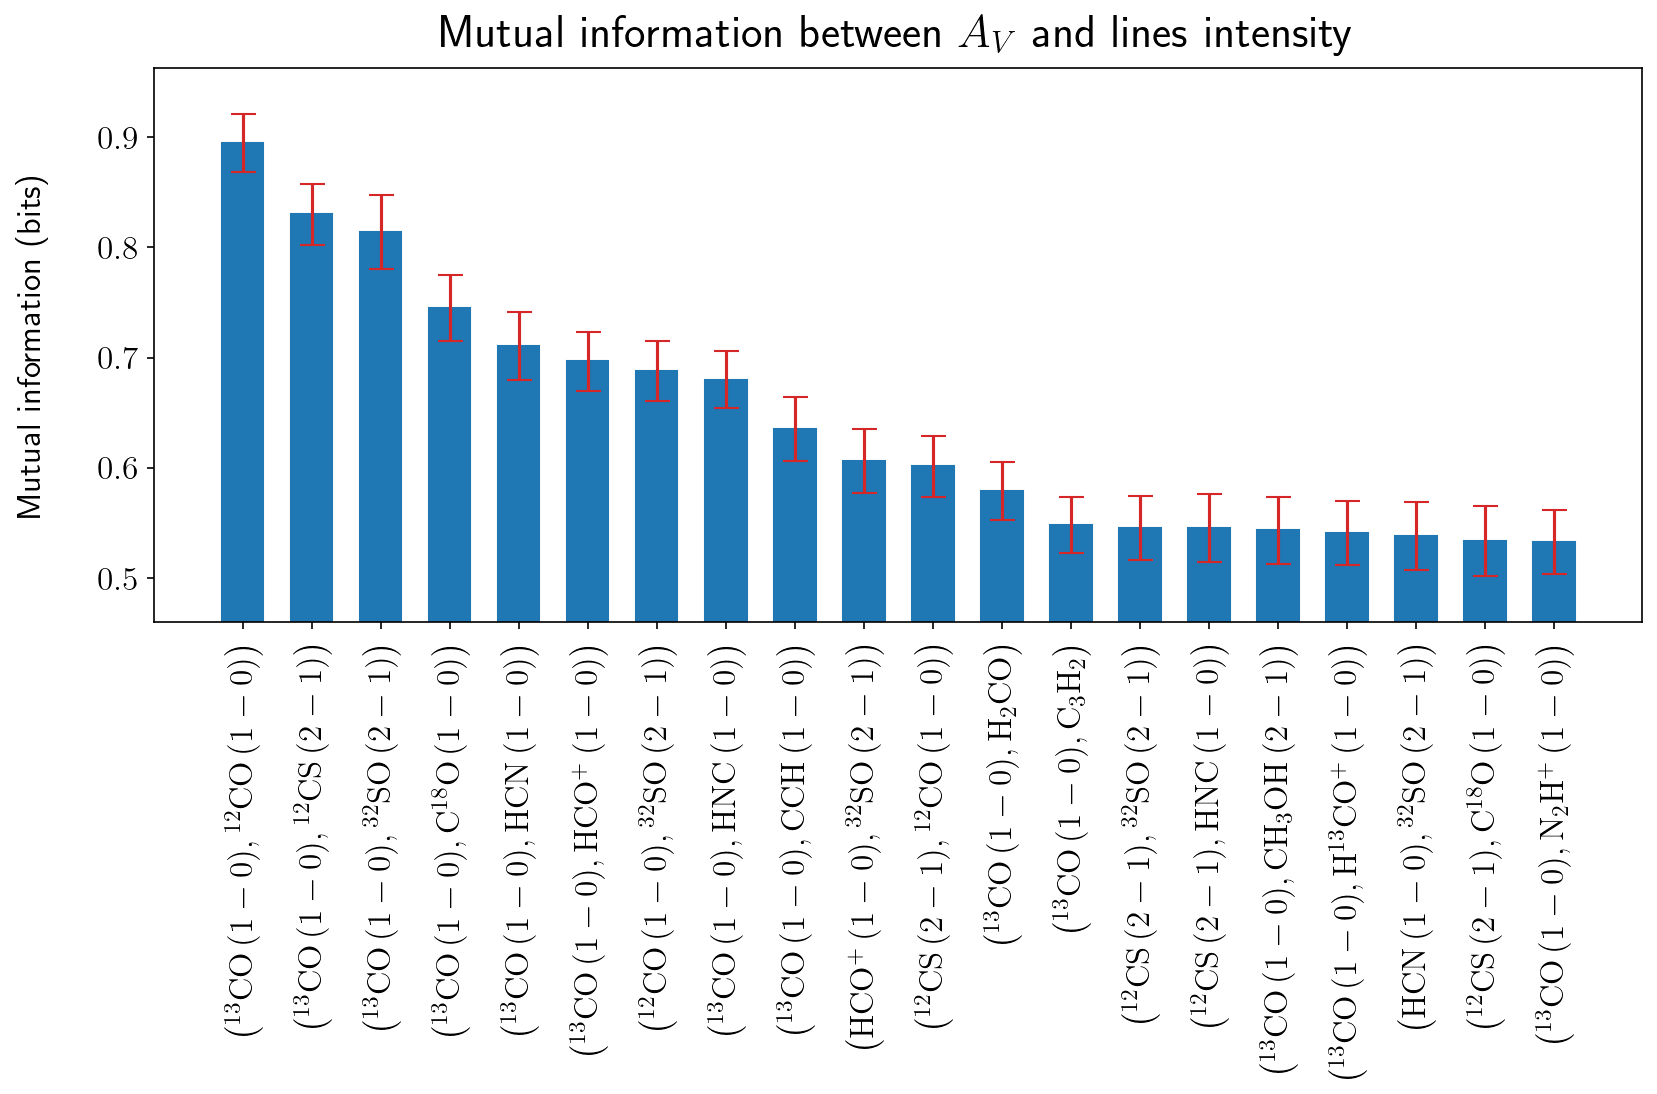 Mutual information between A_V and lines intensity
Mutual information (bits)
0.9
0.8
0.7
0.6
0.5
(¹³CO (1 − 0), ¹²CO (1 − 0))
(¹³CO (1 − 0), ¹²CS (2 − 1))
(¹³CO (1 − 0), ³²SO (2 − 1))
(¹³CO (1 − 0), C¹⁸O (1 − 0))
(¹³CO (1 − 0), HCN (1 − 0))
(¹³CO (1 − 0), HCO⁺ (1 − 0))
(¹²CO (1 − 0), ³²SO (2 − 1))
(¹³CO (1 − 0), HNC (1 − 0))
(¹³CO (1 − 0), CCH (1 − 0))
(HCO⁺ (1 − 0), ³²SO (2 − 1))
(¹²CS (2 − 1), ¹²CO (1 − 0))
(¹³CO (1 − 0), H₂CO)
(¹³CO (1 − 0), C₃H₂)
(¹²CS (2 − 1), ³²SO (2 − 1))
(¹²CS (2 − 1), HNC (1 − 0))
(¹³CO (1 − 0), CH₃OH (2 − 1))
(¹³CO (1 − 0), H¹³CO⁺ (1 − 0))
(HCN (1 − 0), ³²SO (2 − 1))
(¹²CS (2 − 1), C¹⁸O (1 − 0))
(¹³CO (1 − 0), N₂H⁺ (1 − 0))